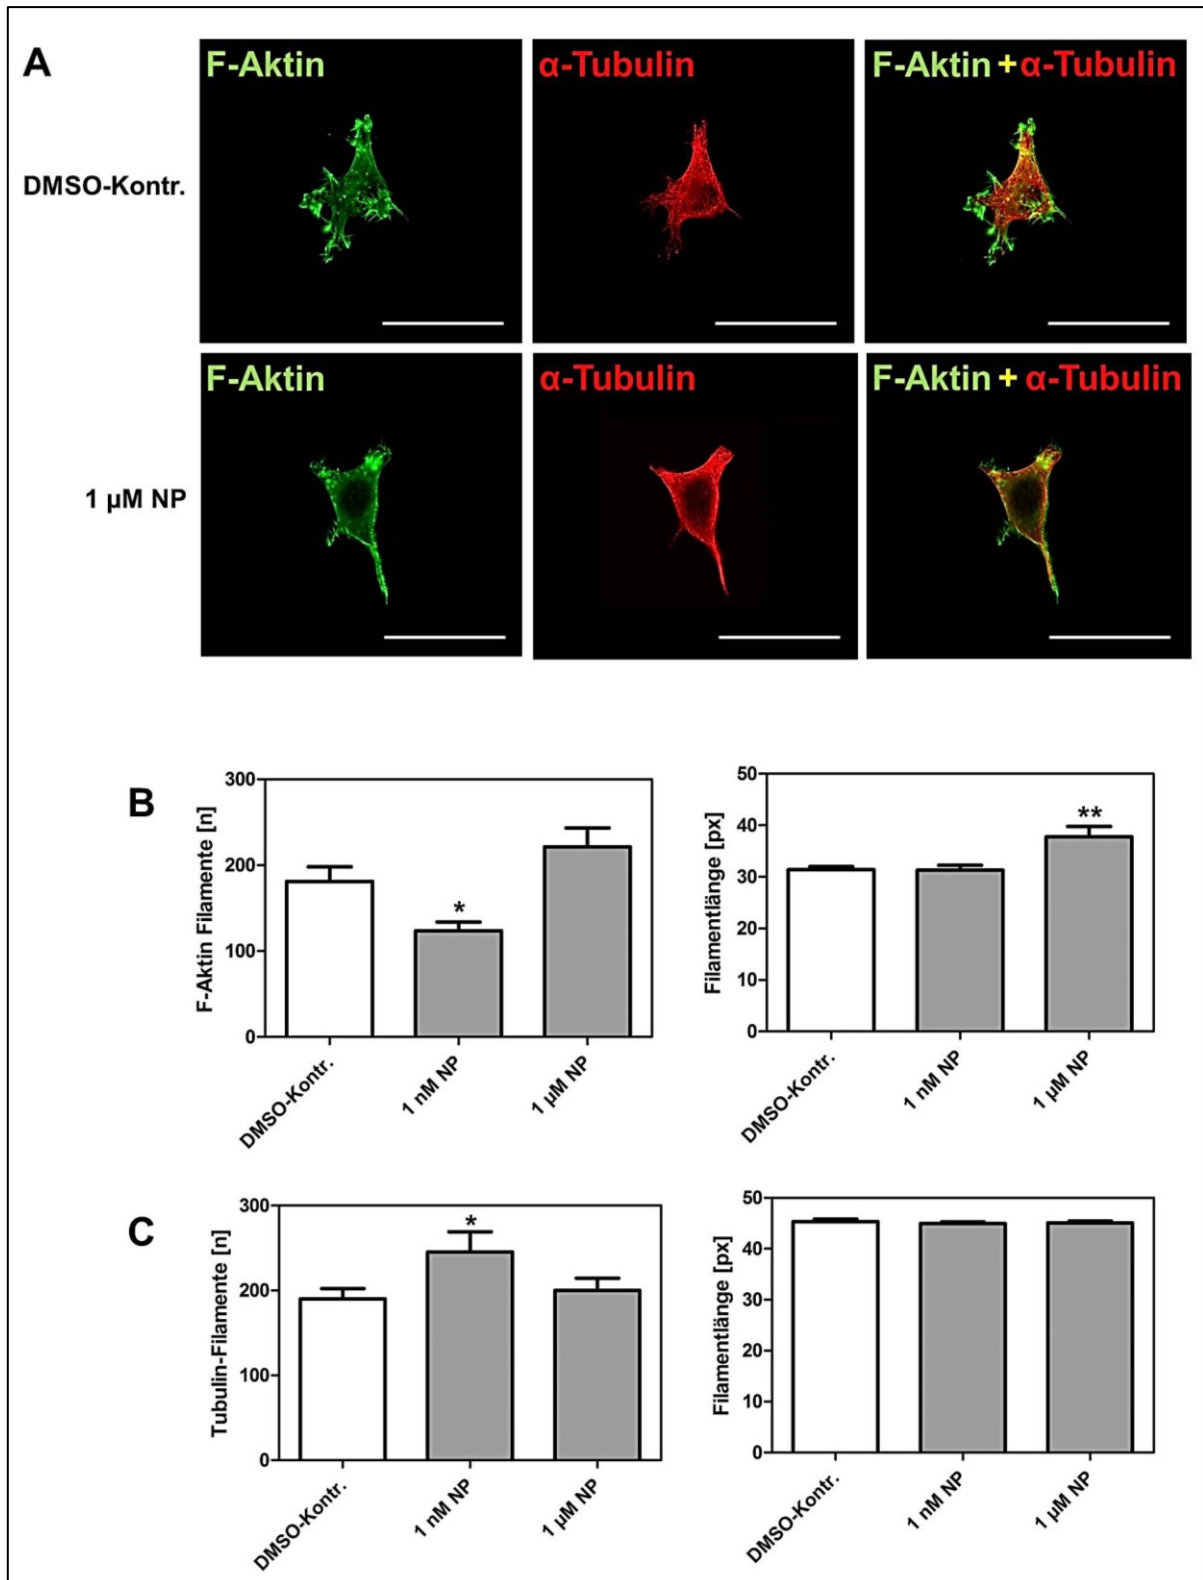 A
F-Aktin
α-Tubulin
F-Aktin + α-Tubulin
DMSO-Kontr.
F-Aktin
α-Tubulin
F-Aktin + α-Tubulin
1 µM NP
B
F-Aktin Filamente [n]
300
200
100
0
*
DMSO-Kontr.
1 nM NP
1 µM NP
Filamentlänge [px]
50
40
30
20
10
0
**
DMSO-Kontr.
1 nM NP
1 µM NP
C
Tubulin-Filamente [n]
300
200
100
0
*
DMSO-Kontr.
1 nM NP
1 µM NP
Filamentlänge [px]
50
40
30
20
10
0
DMSO-Kontr.
1 nM NP
1 µM NP